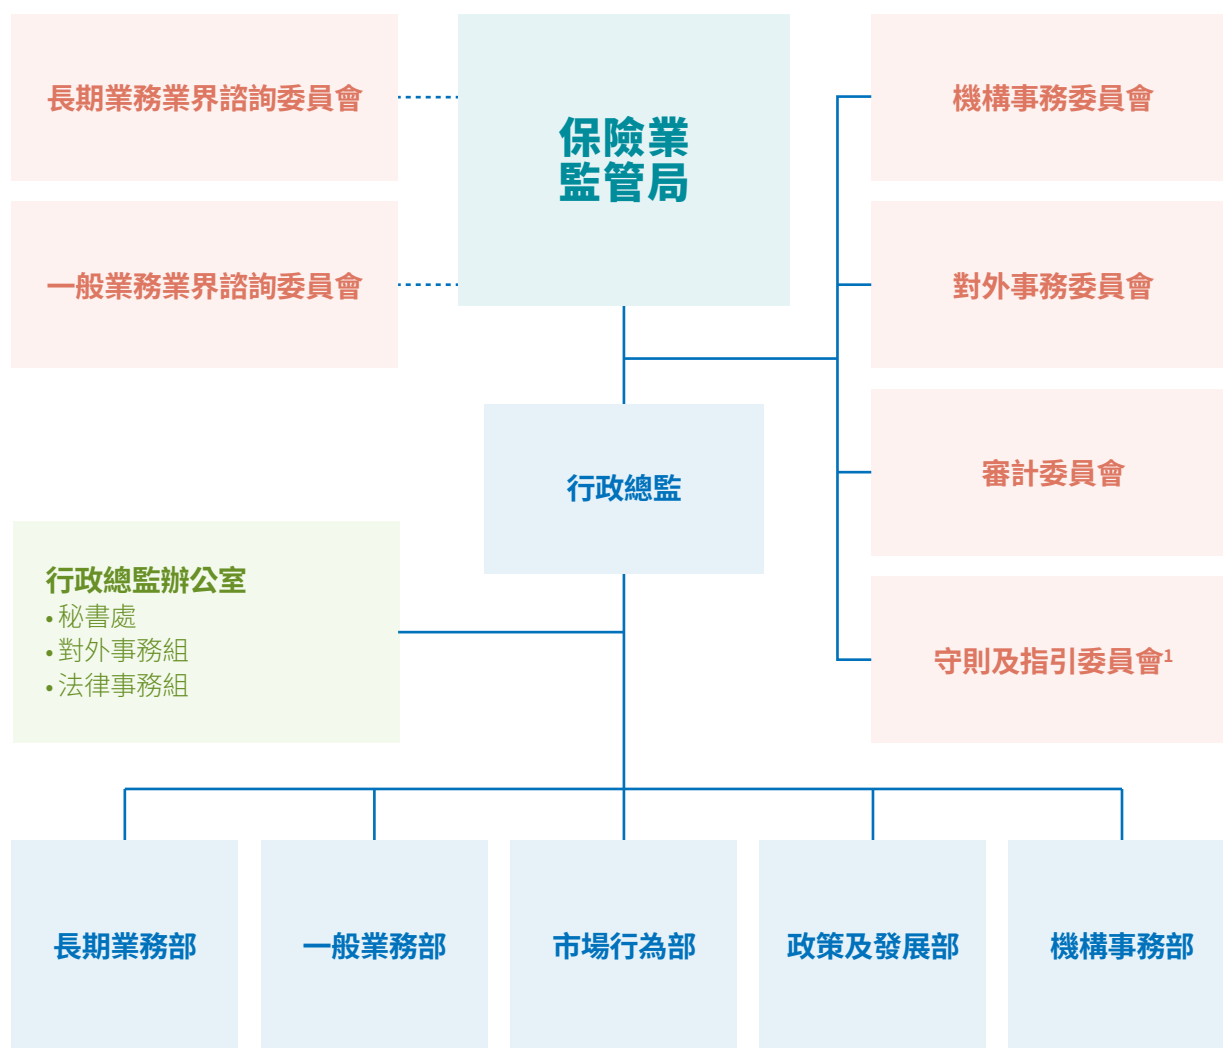 長期業務業界諮詢委員會
一般業務業界諮詢委員會
保險業
監管局
機構事務委員會
對外事務委員會
審計委員會
守則及指引委員會1
行政總監
行政總監辦公室
• 秘書處
• 對外事務組
• 法律事務組
長期業務部
一般業務部
市場行為部
政策及發展部
機構事務部